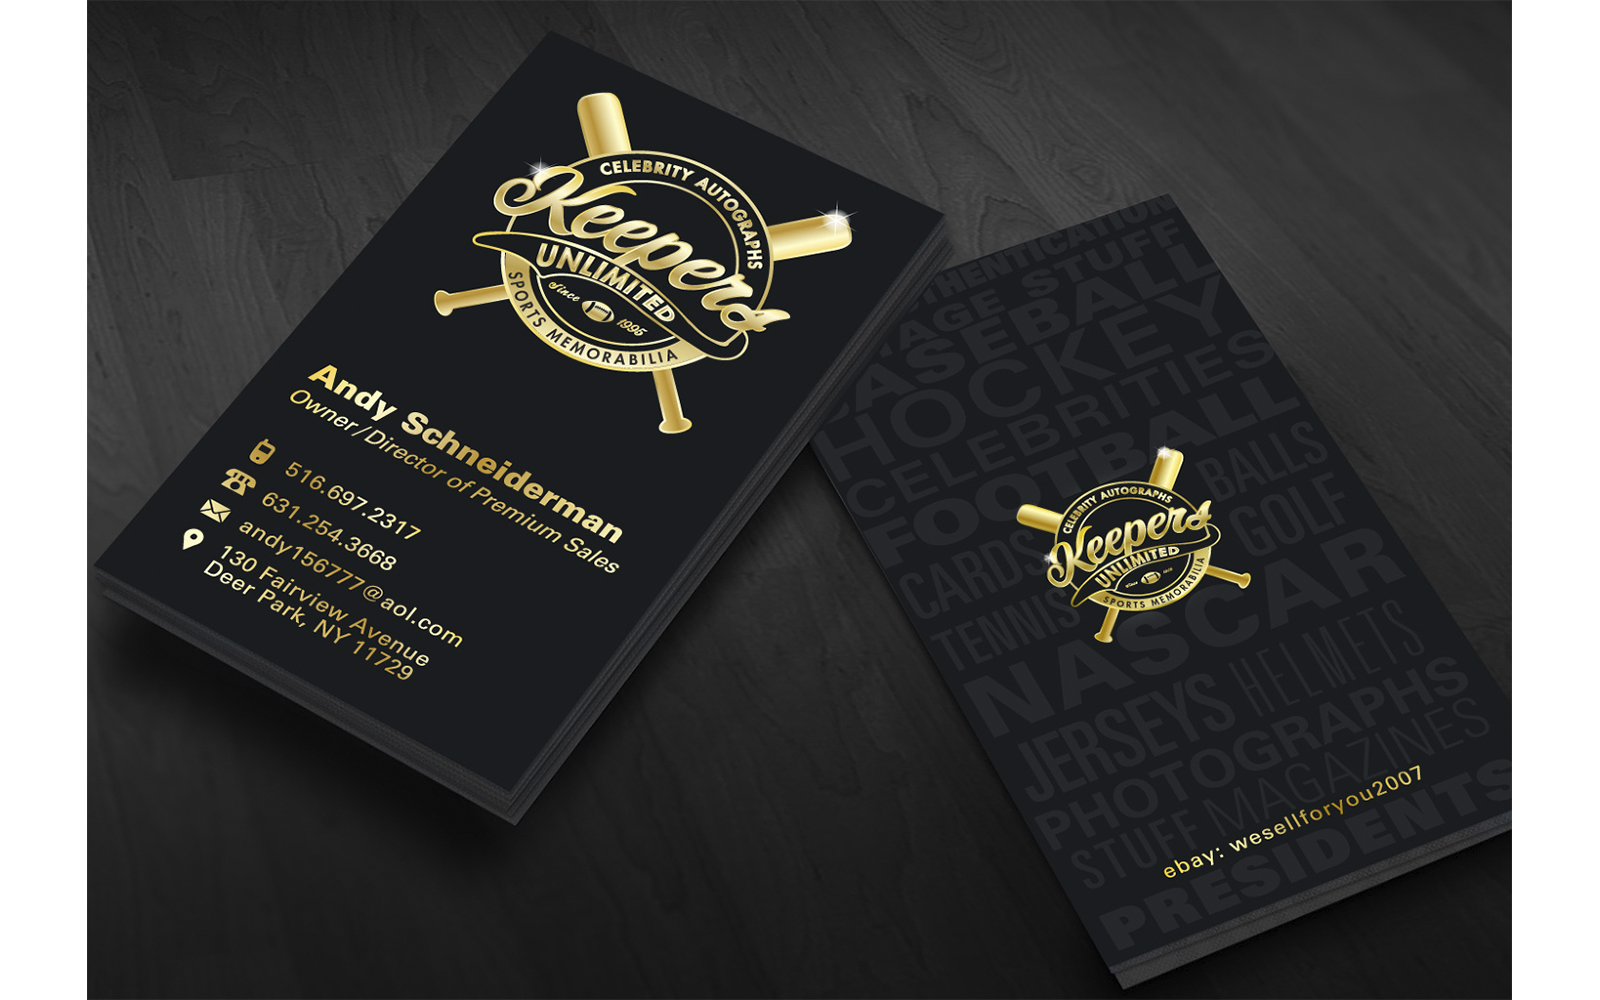 CELEBRITY AUTOGRAPHS
Keepers
UNLIMITED
Since 1995
SPORTS MEMORABILIA
Andy Schneiderman
Owner/Director of Premium Sales
516.697.2317
631.254.3668
andy156777@aol.com
130 Fairview Avenue
Deer Park, NY 11729
STUFF
BASEBALL
HOCKEY
CELEBRITIES
FOOTBALL
BALLS
CARDS
GOLF
TENNIS
NASCAR
JERSEYS HELMETS
PHOTOGRAPHS
STUFF MAGAZINES
PRESIDENTS
CELEBRITY AUTOGRAPHS
Keepers
UNLIMITED
SPORTS MEMORABILIA
ebay: wesellforyou2007